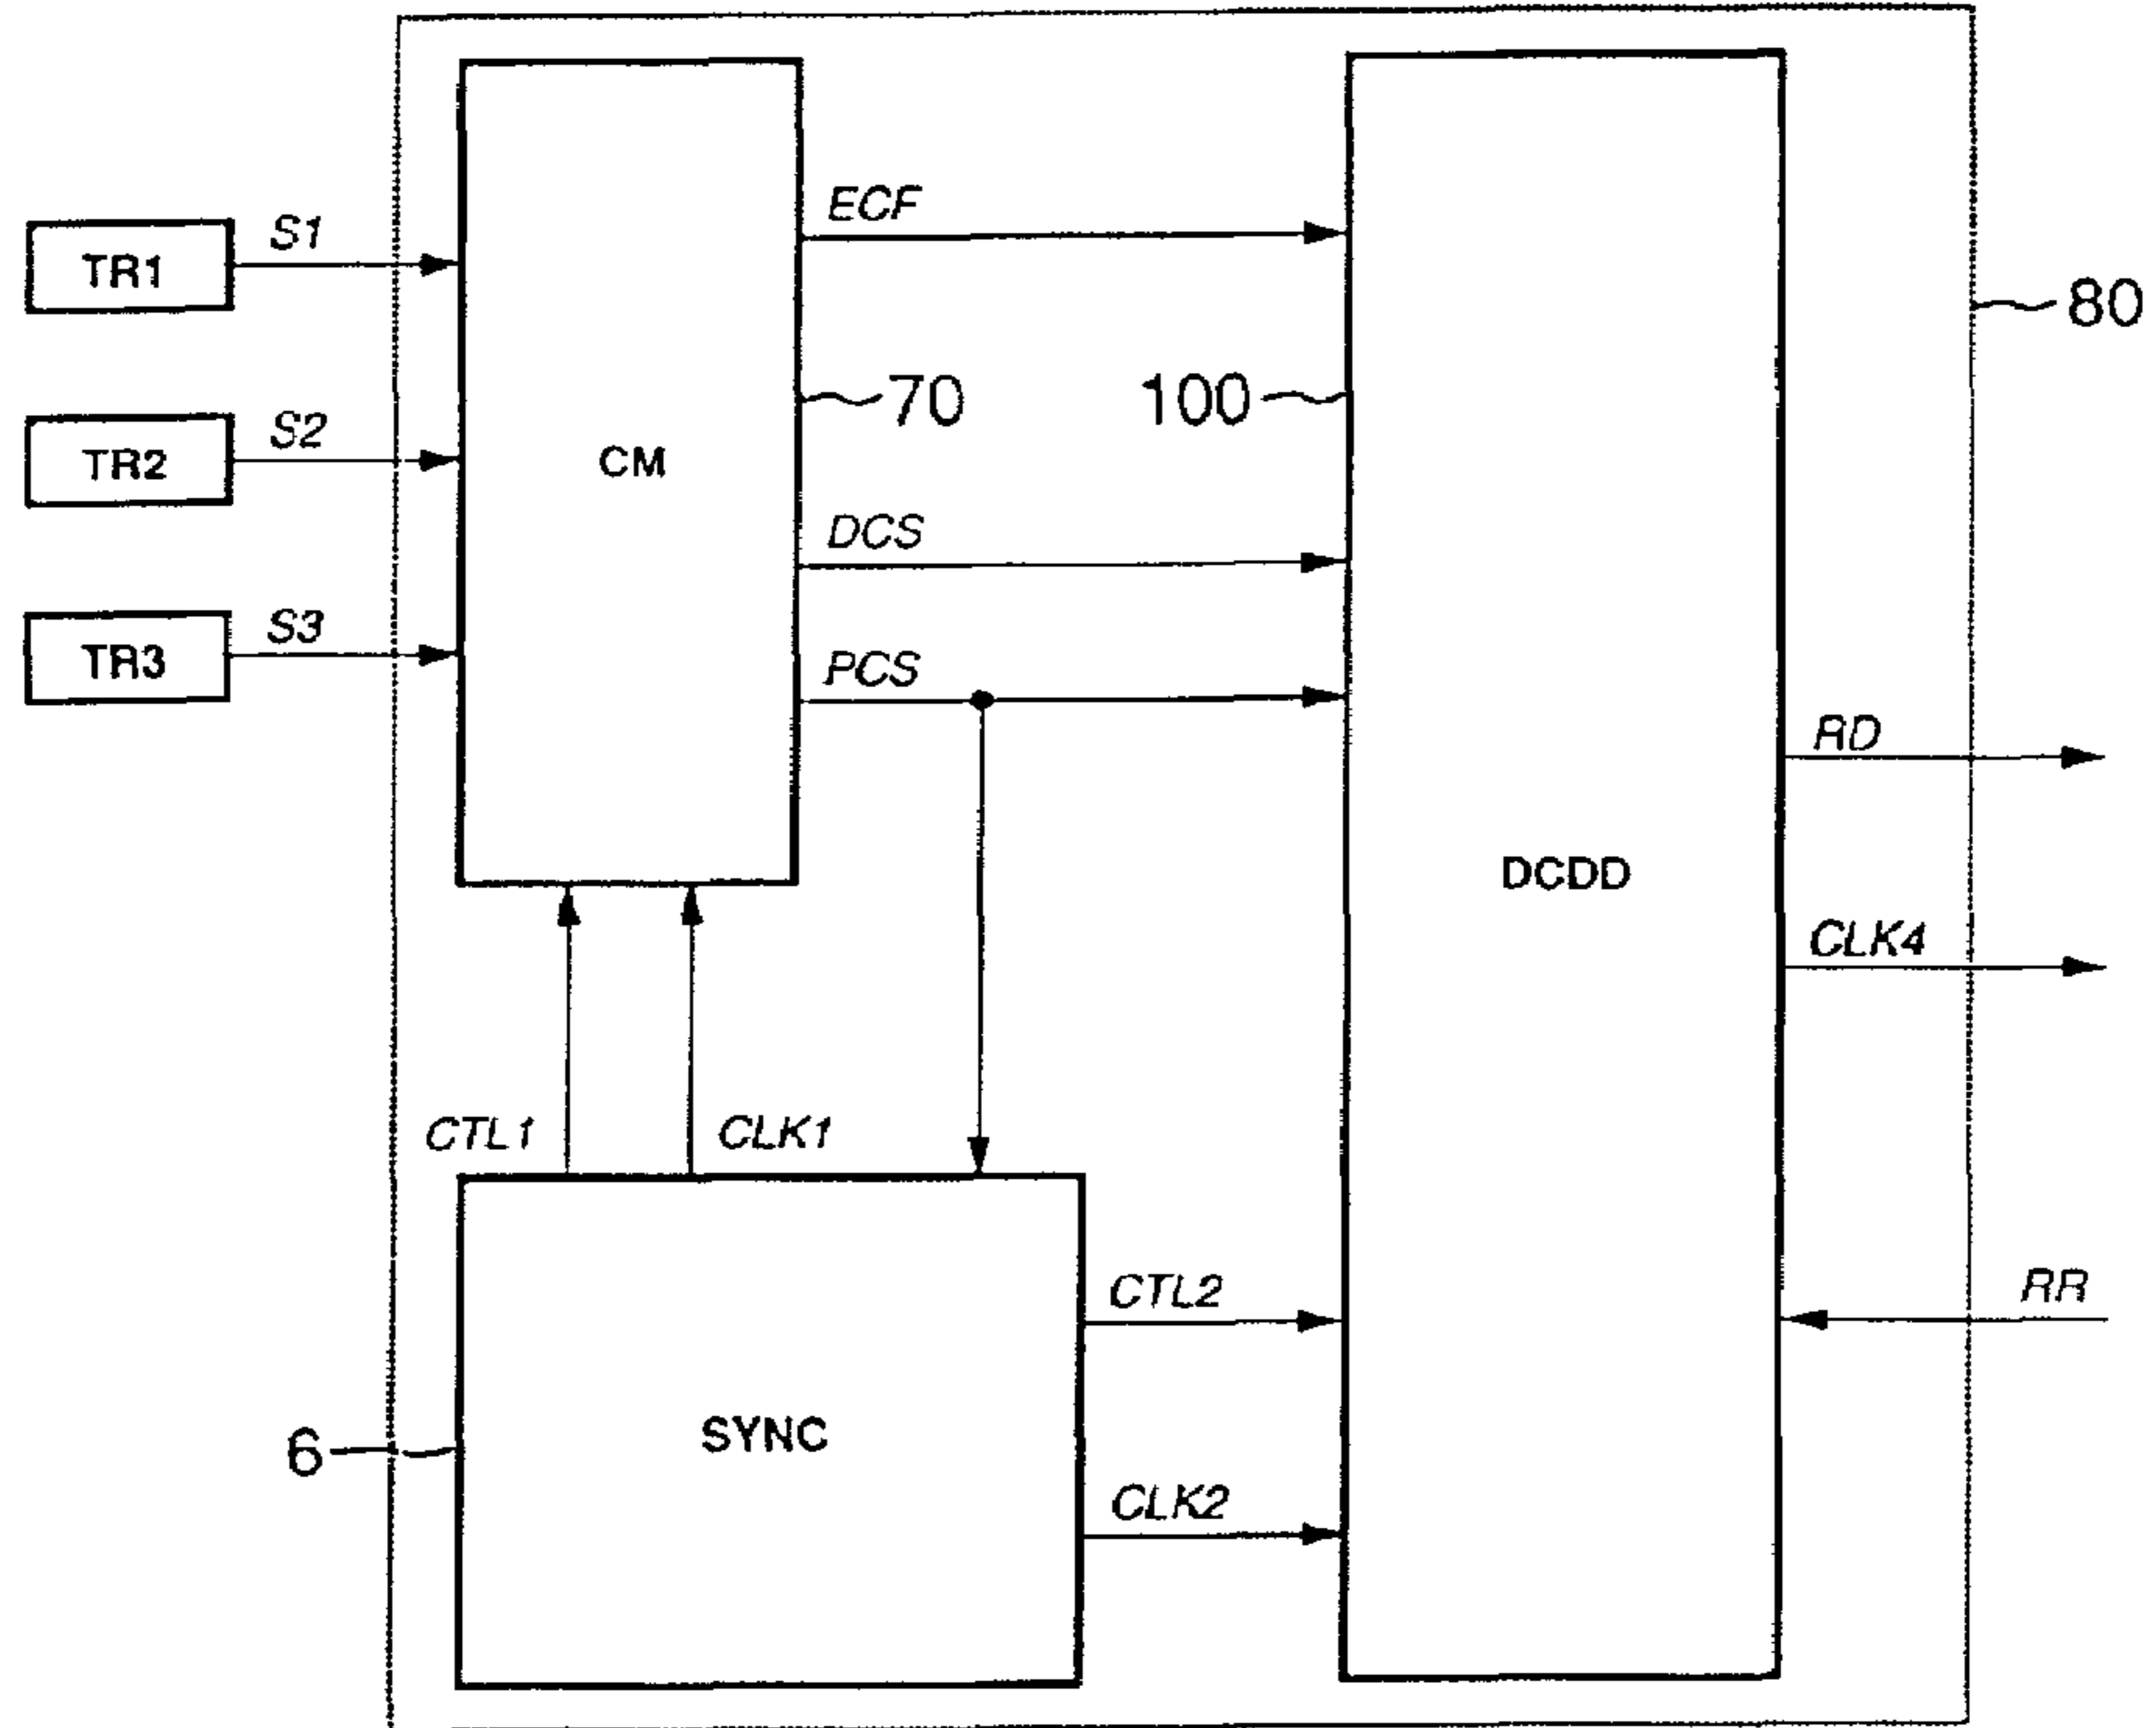 ECF
S1
TR1
80
70
100
S2
CM
TR2
DCS
S3
TR3
PCS
RD
DCDD
CLK4
CTL1
CLK1
CTL2
RR
SYNC
6
CLK2